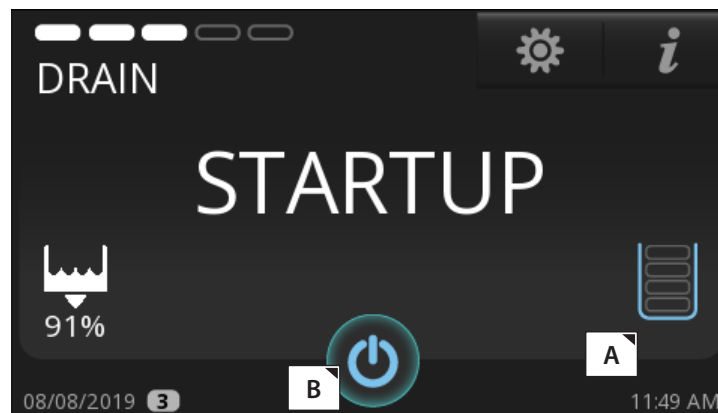 DRAIN
i
STARTUP
91%
A
B
08/08/2019 3
11:49 AM